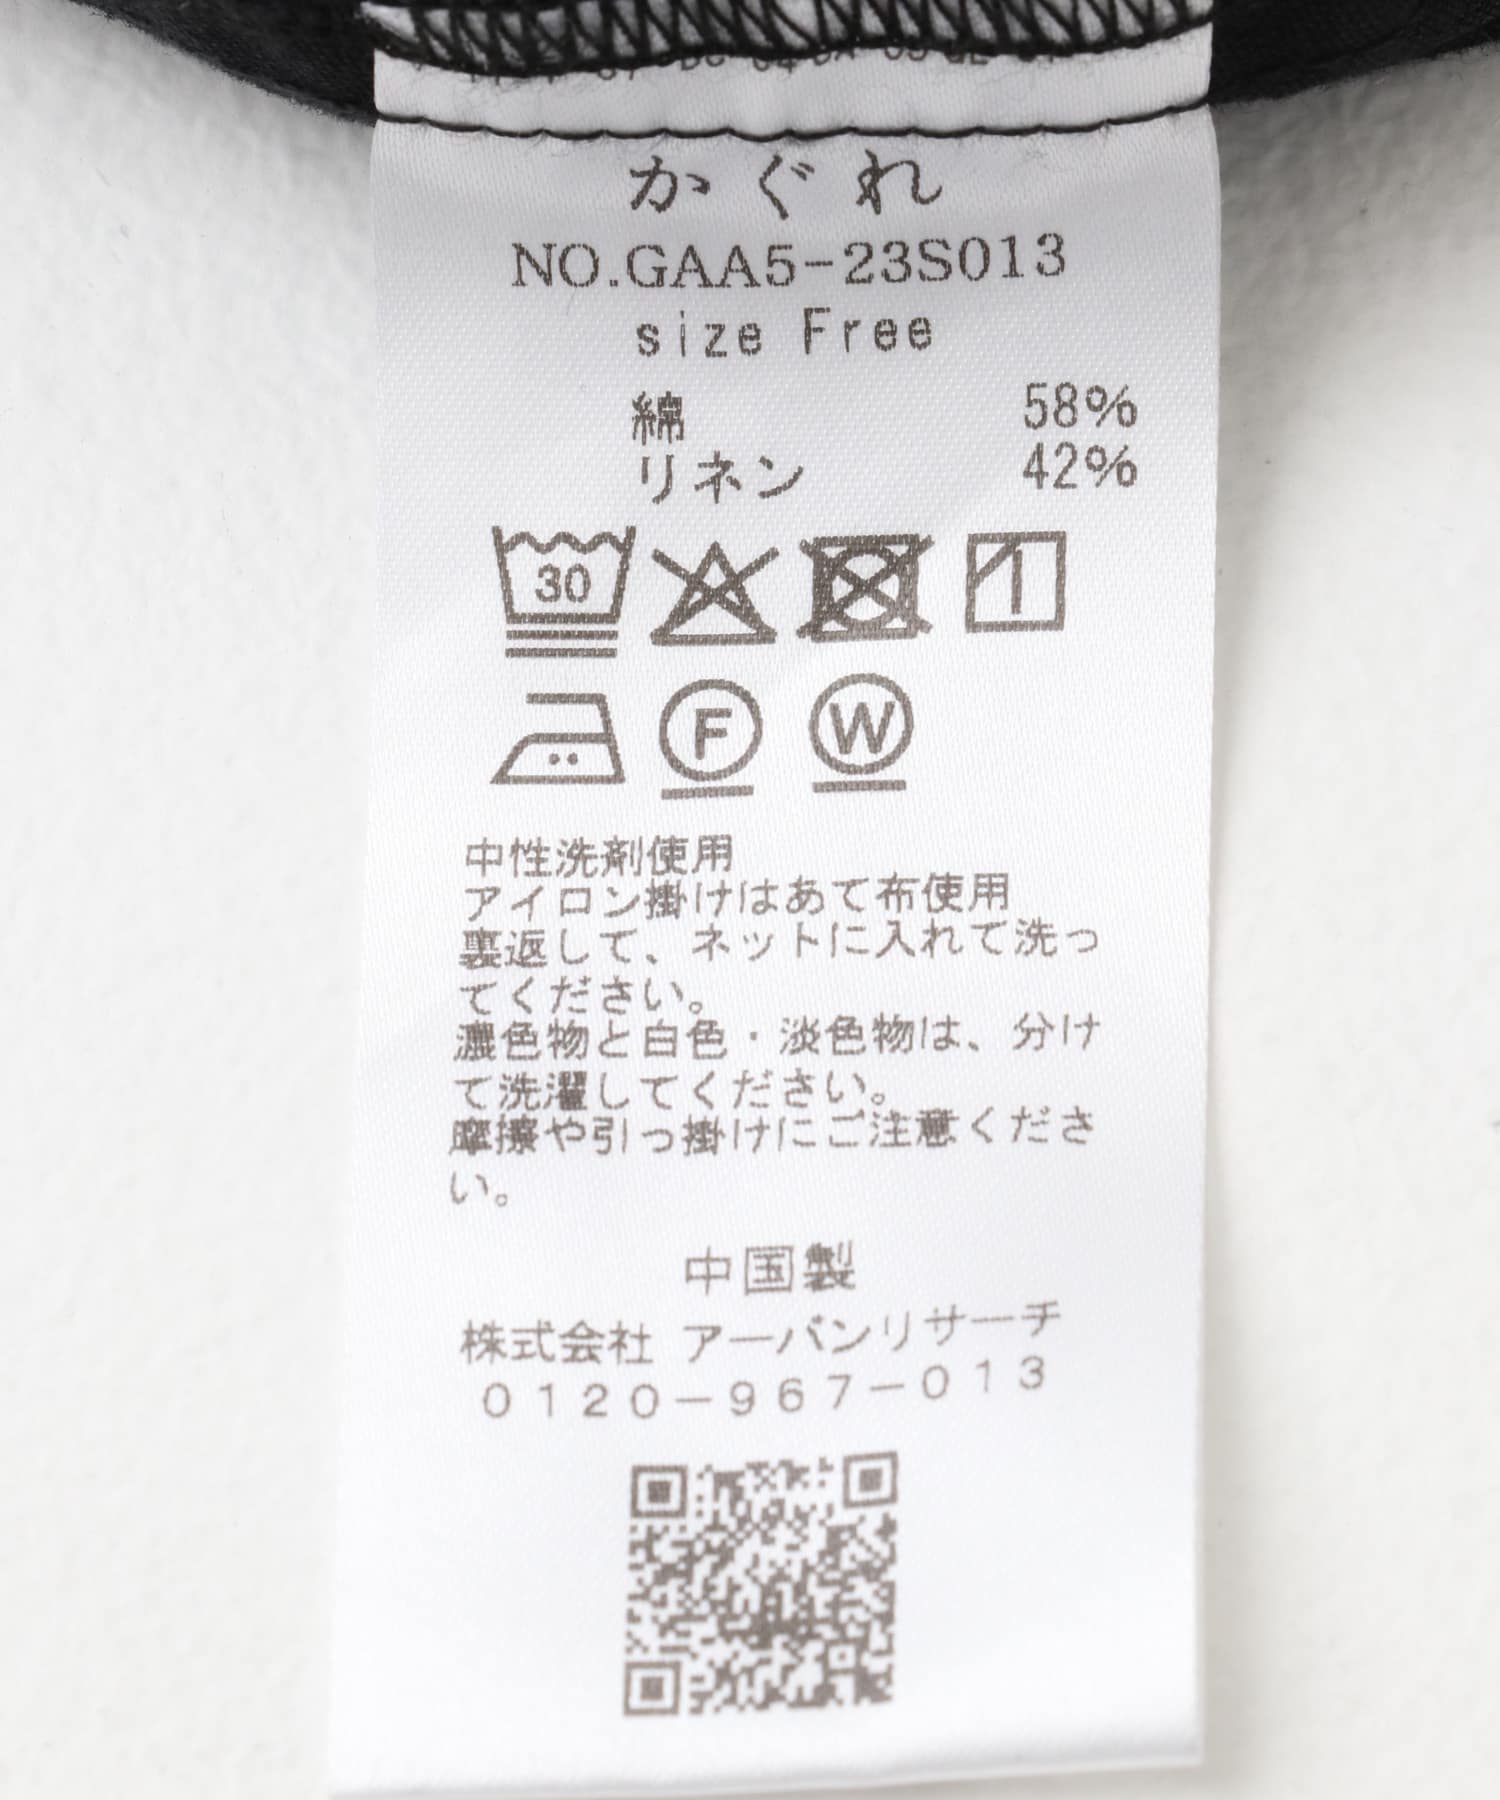 かぐれ
NO.GAA5-23S013
size Free
綿 58%
リネン 42%
30
F W
中性洗剤使用
アイロン掛けはあて布使用
裏返して、ネットに入れて洗っ
てください。
濃色物と白色・淡色物は、分け
て洗濯してください。
摩擦や引っ掛けにご注意くださ
い。
中国製
株式会社 アーバンリサーチ
0120-967-013